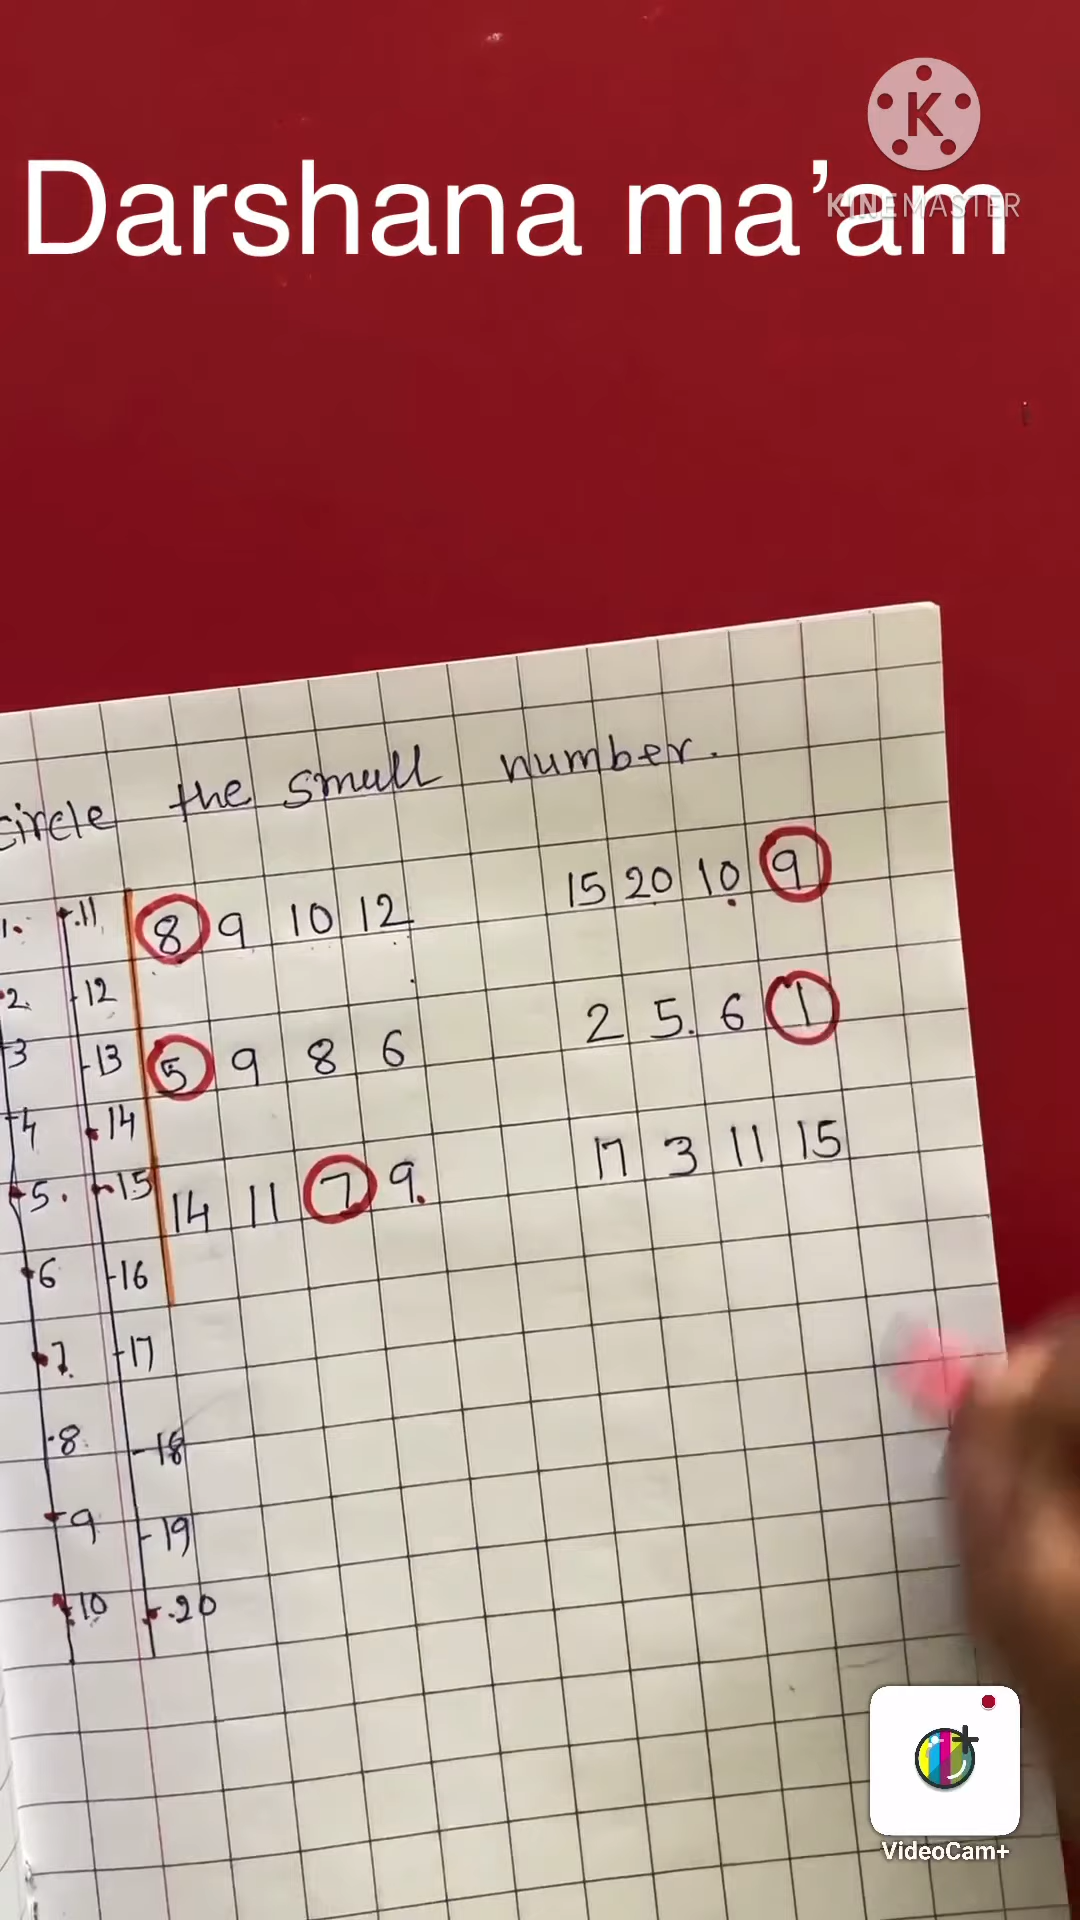 K
KINEMASTER
Darshana ma'am
circle the small number.
8 9 10 12
15 20 10 9
5 9 8 6
2 5. 6 1
14 11 7 9.
17 3 11 15
1. 11
2. 12
3 13
4 14
5. 15
6 16
7. 17
8 18
9 19
10 20
VideoCam+